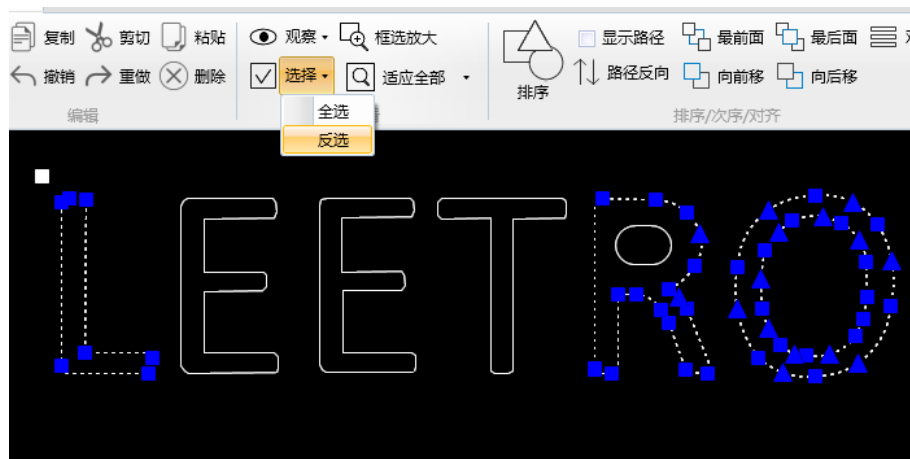 复制 剪切 粘贴 观察 框选放大 显示路径 最前面 最后面
撤销 重做 删除 选择 适应全部 排序 路径反向 向前移 向后移
编辑 排序/次序/对齐
全选
反选
LEETRO